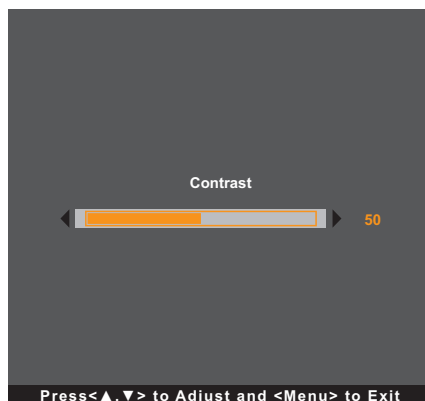 Contrast
50
Press<▲,▼> to Adjust and <Menu> to Exit